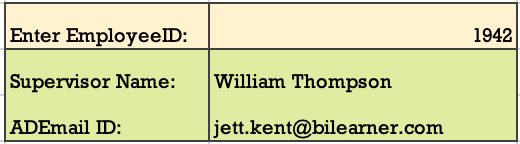 Enter EmployeeID: 1942
Supervisor Name: William Thompson
ADEmail ID: jett.kent@bilearner.com